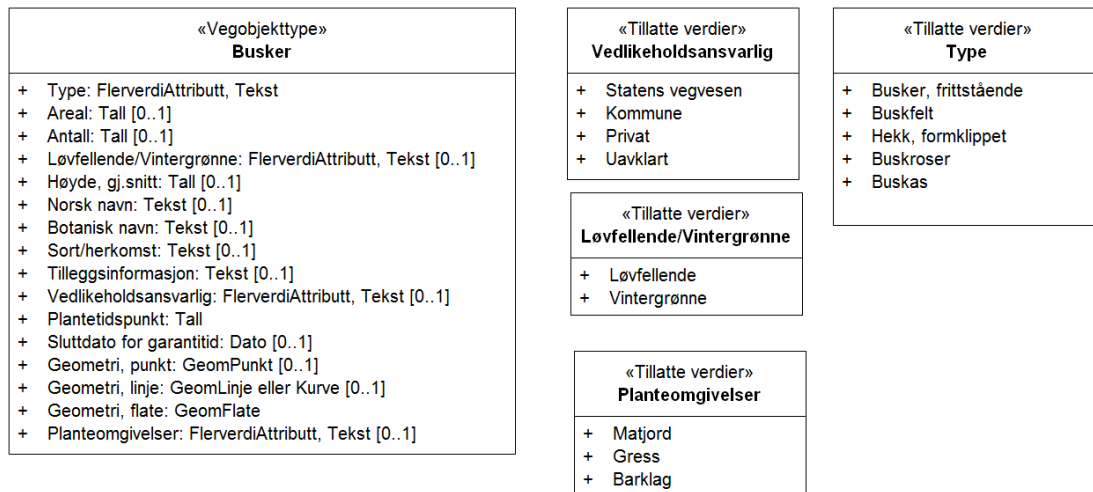 «Vegobjekttype»
Busker
+ Type: FlerverdiAttributt, Tekst
+ Areal: Tall [0..1]
+ Antall: Tall [0..1]
+ Løvfellende/Vintergrønne: FlerverdiAttributt, Tekst [0..1]
+ Høyde, gj.snitt: Tall [0..1]
+ Norsk navn: Tekst [0..1]
+ Botanisk navn: Tekst [0..1]
+ Sort/herkomst: Tekst [0..1]
+ Tilleggsinformasjon: Tekst [0..1]
+ Vedlikeholdsansvarlig: FlerverdiAttributt, Tekst [0..1]
+ Plantetidspunkt: Tall
+ Sluttdato for garantitid: Dato [0..1]
+ Geometri, punkt: GeomPunkt [0..1]
+ Geometri, linje: GeomLinje eller Kurve [0..1]
+ Geometri, flate: GeomFlate
+ Planteomgivelser: FlerverdiAttributt, Tekst [0..1]
«Tillatte verdier»
Vedlikeholdsansvarlig
+ Statens vegvesen
+ Kommune
+ Privat
+ Uavklart
«Tillatte verdier»
Løvfellende/Vintergrønne
+ Løvfellende
+ Vintergrønne
«Tillatte verdier»
Planteomgivelser
+ Matjord
+ Gress
+ Barklag
«Tillatte verdier»
Type
+ Busker, frittstående
+ Buskfelt
+ Hekk, formklippet
+ Buskroser
+ Buskas